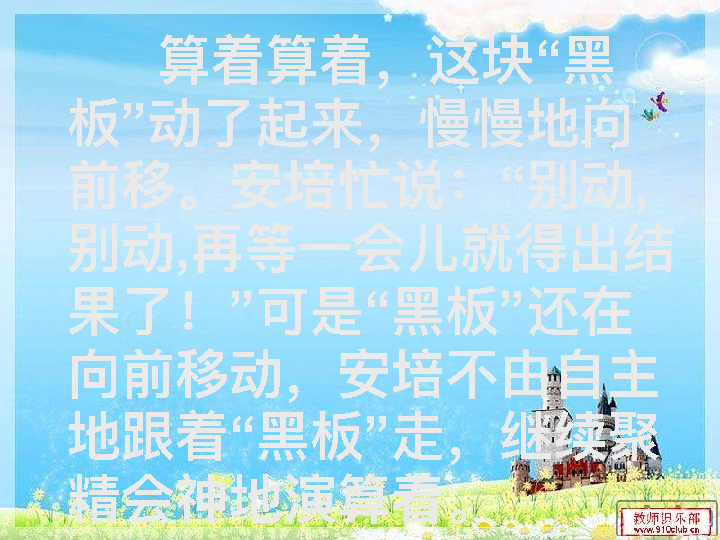 算着算着，这块“黑
板”动了起来，慢慢地向
前移。安培忙说：“别动,
别动,再等一会儿就得出结
果了！”可是“黑板”还在
向前移动，安培不由自主
地跟着“黑板”走，继续聚
精会神地演算着。
教师俱乐部
www.910club.cn